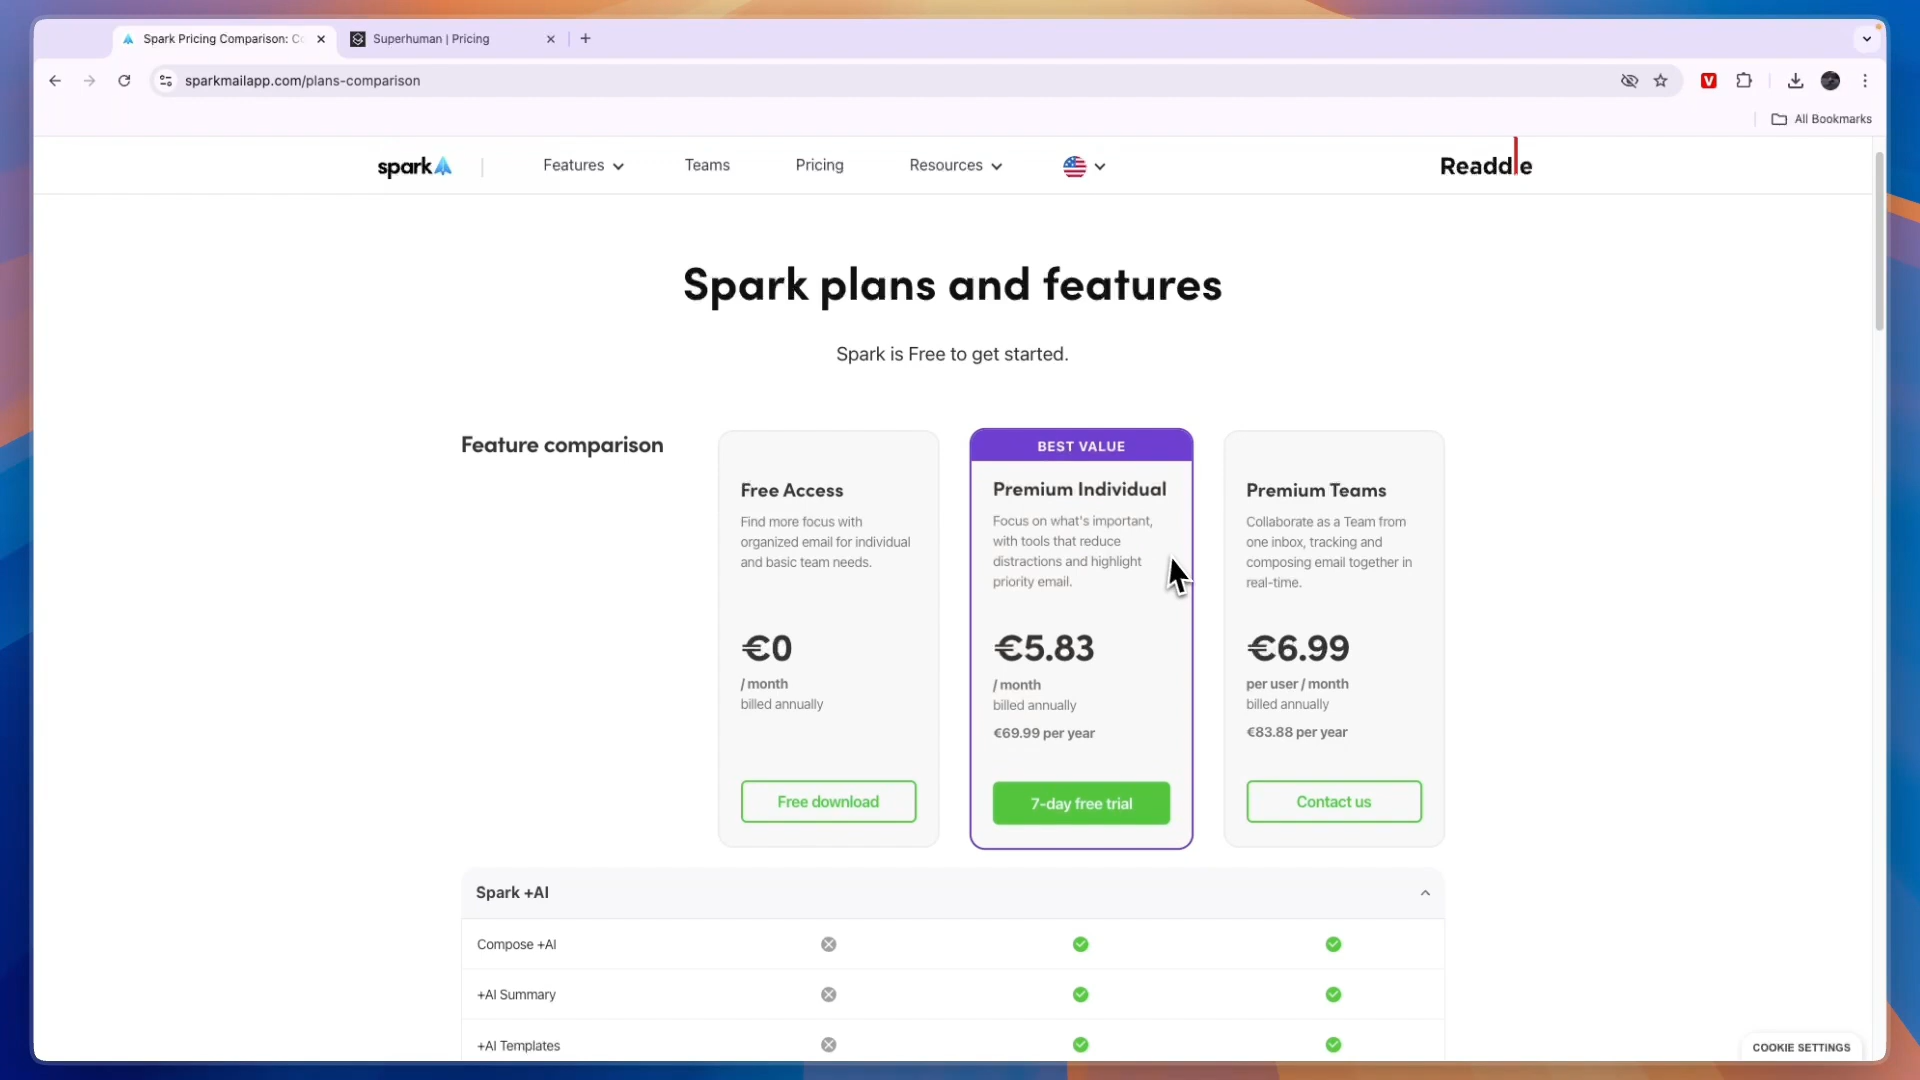 Spark Pricing Comparison: Co
Superhuman | Pricing
sparkmailapp.com/plans-comparison
V
All Bookmarks
spark
Features
Teams
Pricing
Resources
Readdle
Spark plans and features
Spark is Free to get started.
Feature comparison
Free Access
Find more focus with
organized email for individual
and basic team needs.
€0
/ month
billed annually
Free download
BEST VALUE
Premium Individual
Focus on what's important,
with tools that reduce
distractions and highlight
priority email.
€5.83
/ month
billed annually
€69.99 per year
7-day free trial
Premium Teams
Collaborate as a Team from
one inbox, tracking and
composing email together in
real-time.
€6.99
per user / month
billed annually
€83.88 per year
Contact us
Spark +AI
Compose +AI
+AI Summary
+AI Templates
COOKIE SETTINGS